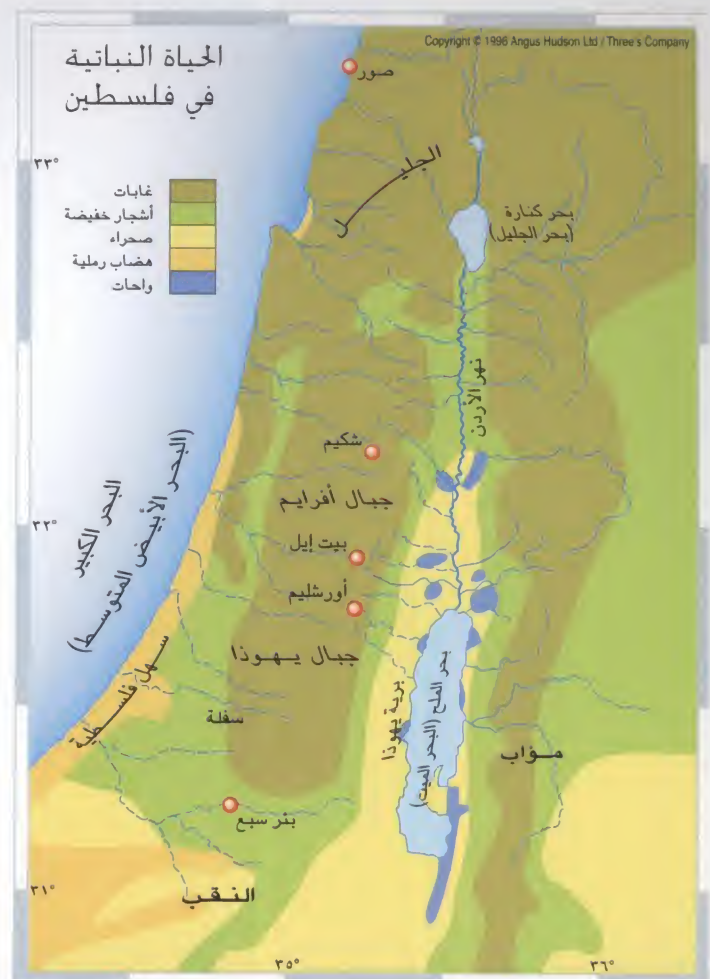 Copyright © 1996 Angus Hudson Ltd / Three's Company
الحياة النباتية
في فلسطين
غابات
أشجار خفيضة
صحراء
هضاب رملية
واحات
صور
٣٣°
الجليل
بحر كنارة
(بحر الجليل)
نهر الأردن
شكيم
جبال أفرايم
٣٢°
البحر الكبير
(البحر الأبيض المتوسط)
بيت إيل
أورشليم
جبال يهوذا
سهل فلسطية
سفلة
برية يهوذا
بحر الملح (البحر الميت)
مؤاب
بئر سبع
النقب
٣١°
٣٥°
٣٦°